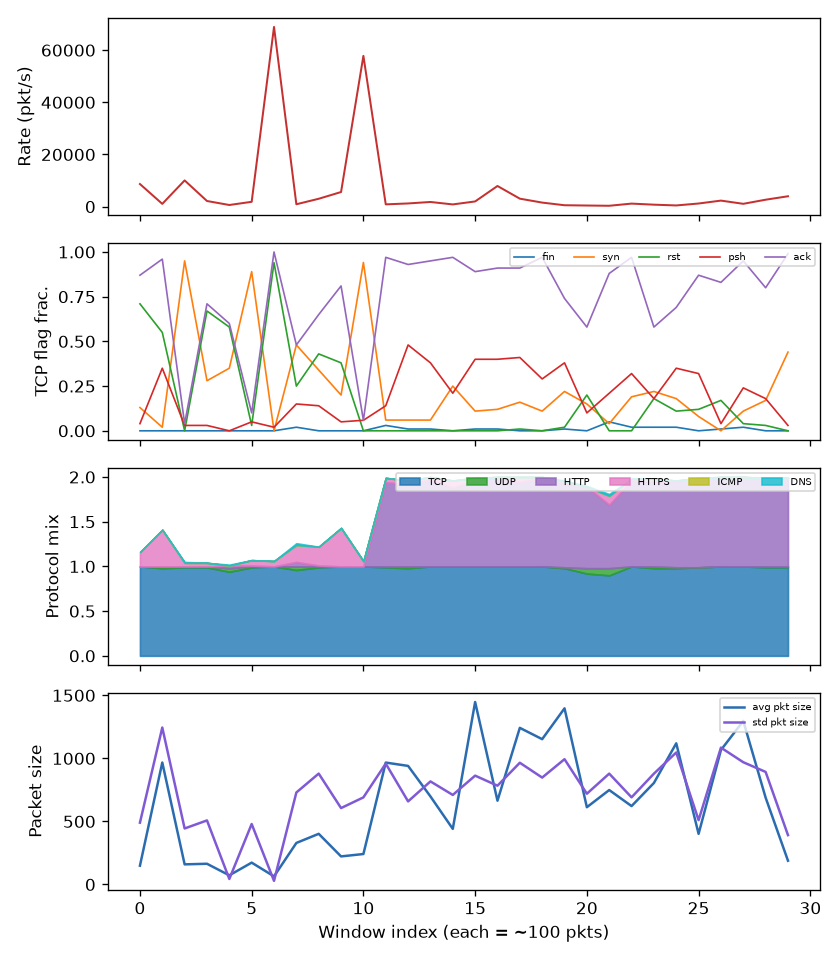 Rate (pkt/s)
60000
40000
20000
0
TCP flag frac.
1.00
0.75
0.50
0.25
0.00
fin syn rst psh ack
Protocol mix
2.0
1.5
1.0
0.5
0.0
TCP UDP HTTP HTTPS ICMP DNS
Packet size
1500
1000
500
0
avg pkt size
std pkt size
0 5 10 15 20 25 30
Window index (each = ~100 pkts)